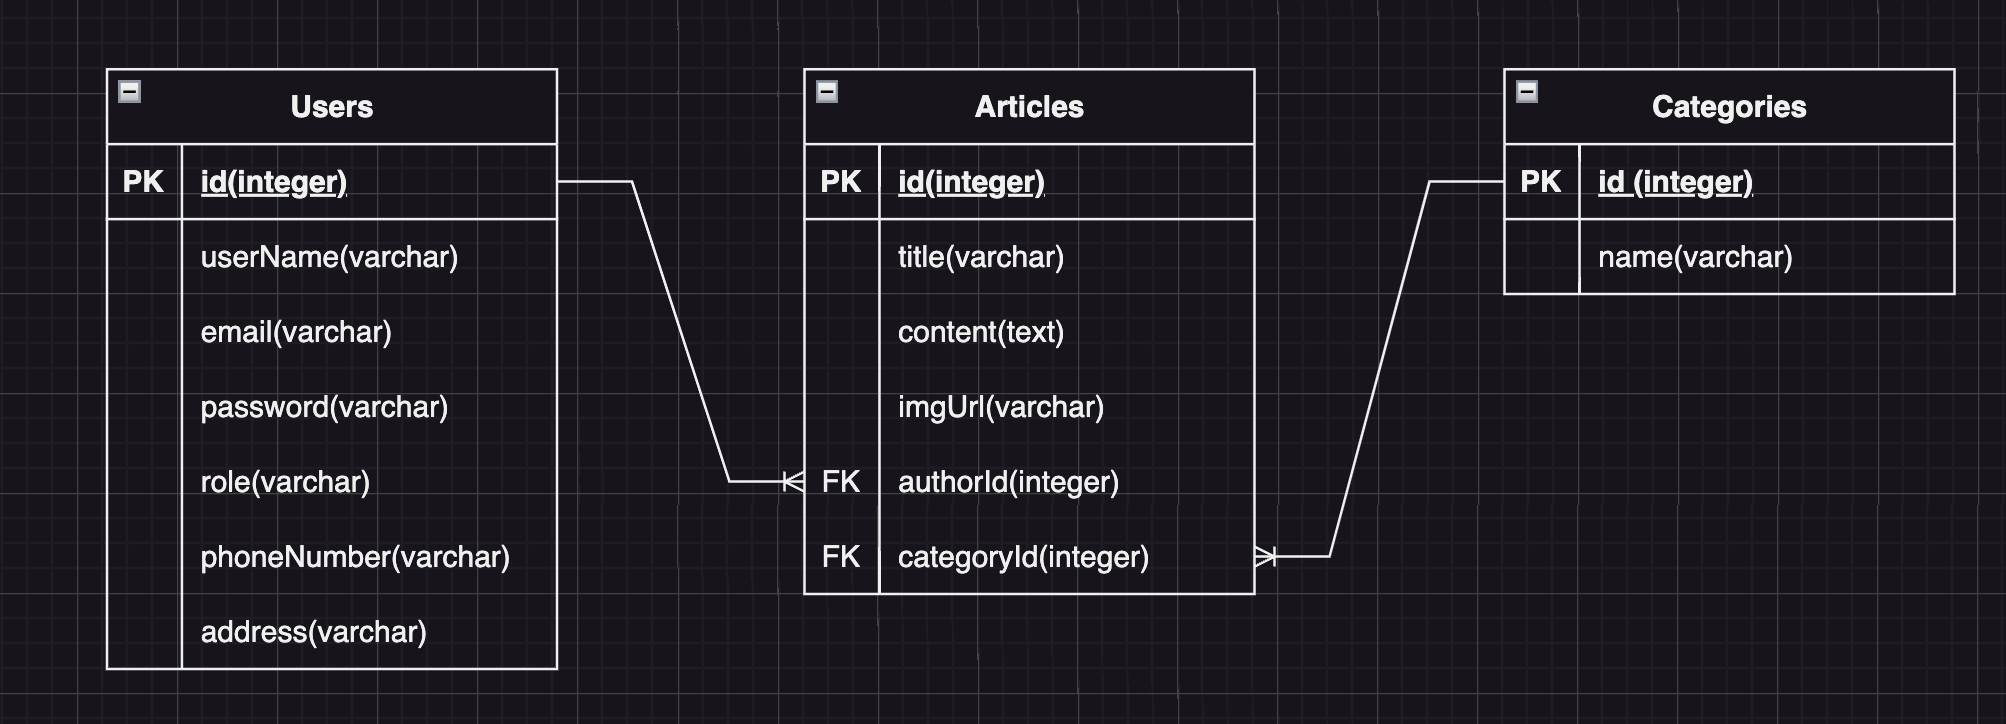 Users
PK id(integer)
userName(varchar)
email(varchar)
password(varchar)
role(varchar)
phoneNumber(varchar)
address(varchar)
Articles
PK id(integer)
title(varchar)
content(text)
imgUrl(varchar)
FK authorId(integer)
FK categoryId(integer)
Categories
PK id (integer)
name(varchar)